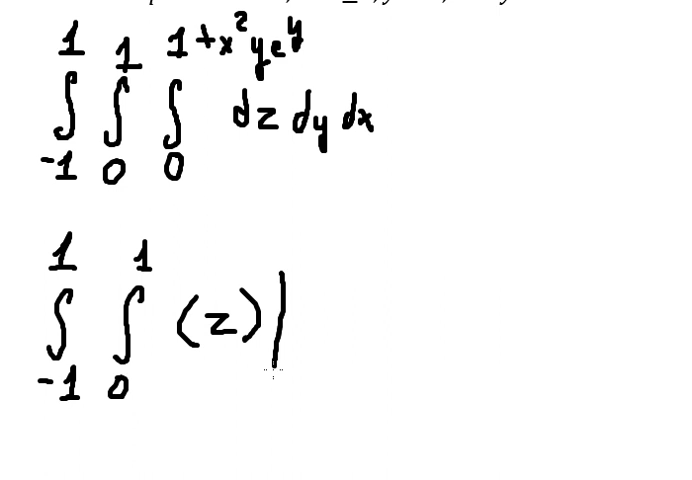 1 1 1+x²ye^y
∫ ∫ ∫ dz dy dx
-1 0 0
1 1
∫ ∫ (z)|
-1 0